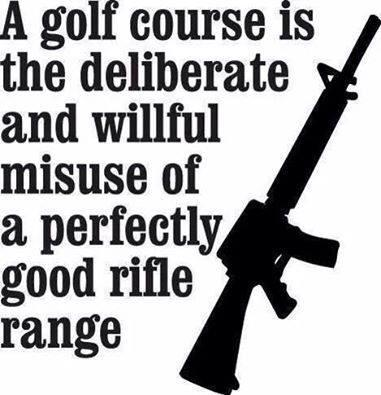 A golf course is
the deliberate
and willful
misuse of
a perfectly
good rifle
range